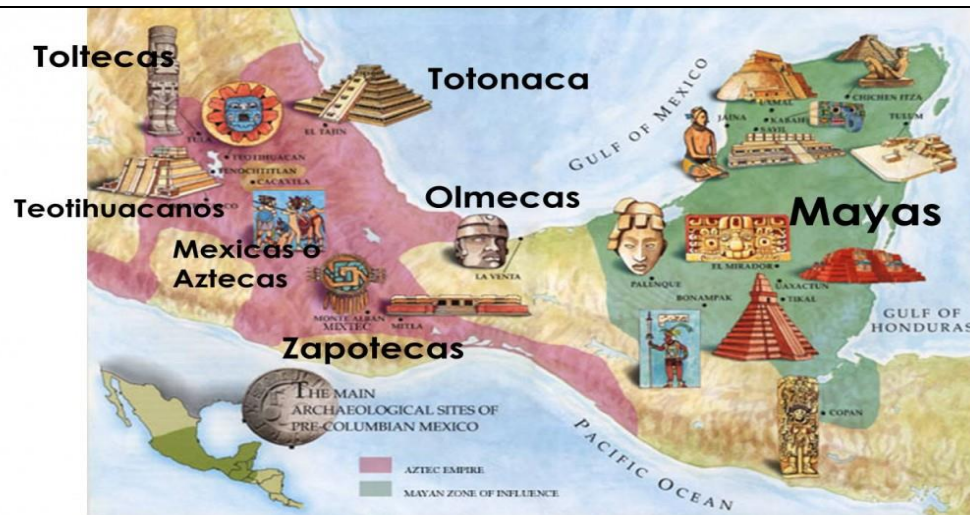 Toltecas
Totonaca
GULF OF MEXICO
UXMAL
CHICHEN ITZA
JAINA
KABAH
SAYIL
TULUM
TULA
EL TAJIN
TEOTIHUACAN
TENOCHTITLAN
CACAXTLA
Teotihuacanos
Olmecas
Mayas
Mexicas o
Aztecas
LA VENTA
PALENQUE
EL MIRADOR
UAXACTUN
TIKAL
BONAMPAK
GULF OF
HONDURAS
MONTE ALBAN
MIXTEC
MITLA
Zapotecas
THE MAIN
ARCHAEOLOGICAL SITES OF
PRE-COLUMBIAN MEXICO
COPAN
PACIFIC OCEAN
AZTEC EMPIRE
MAYAN ZONE OF INFLUENCE